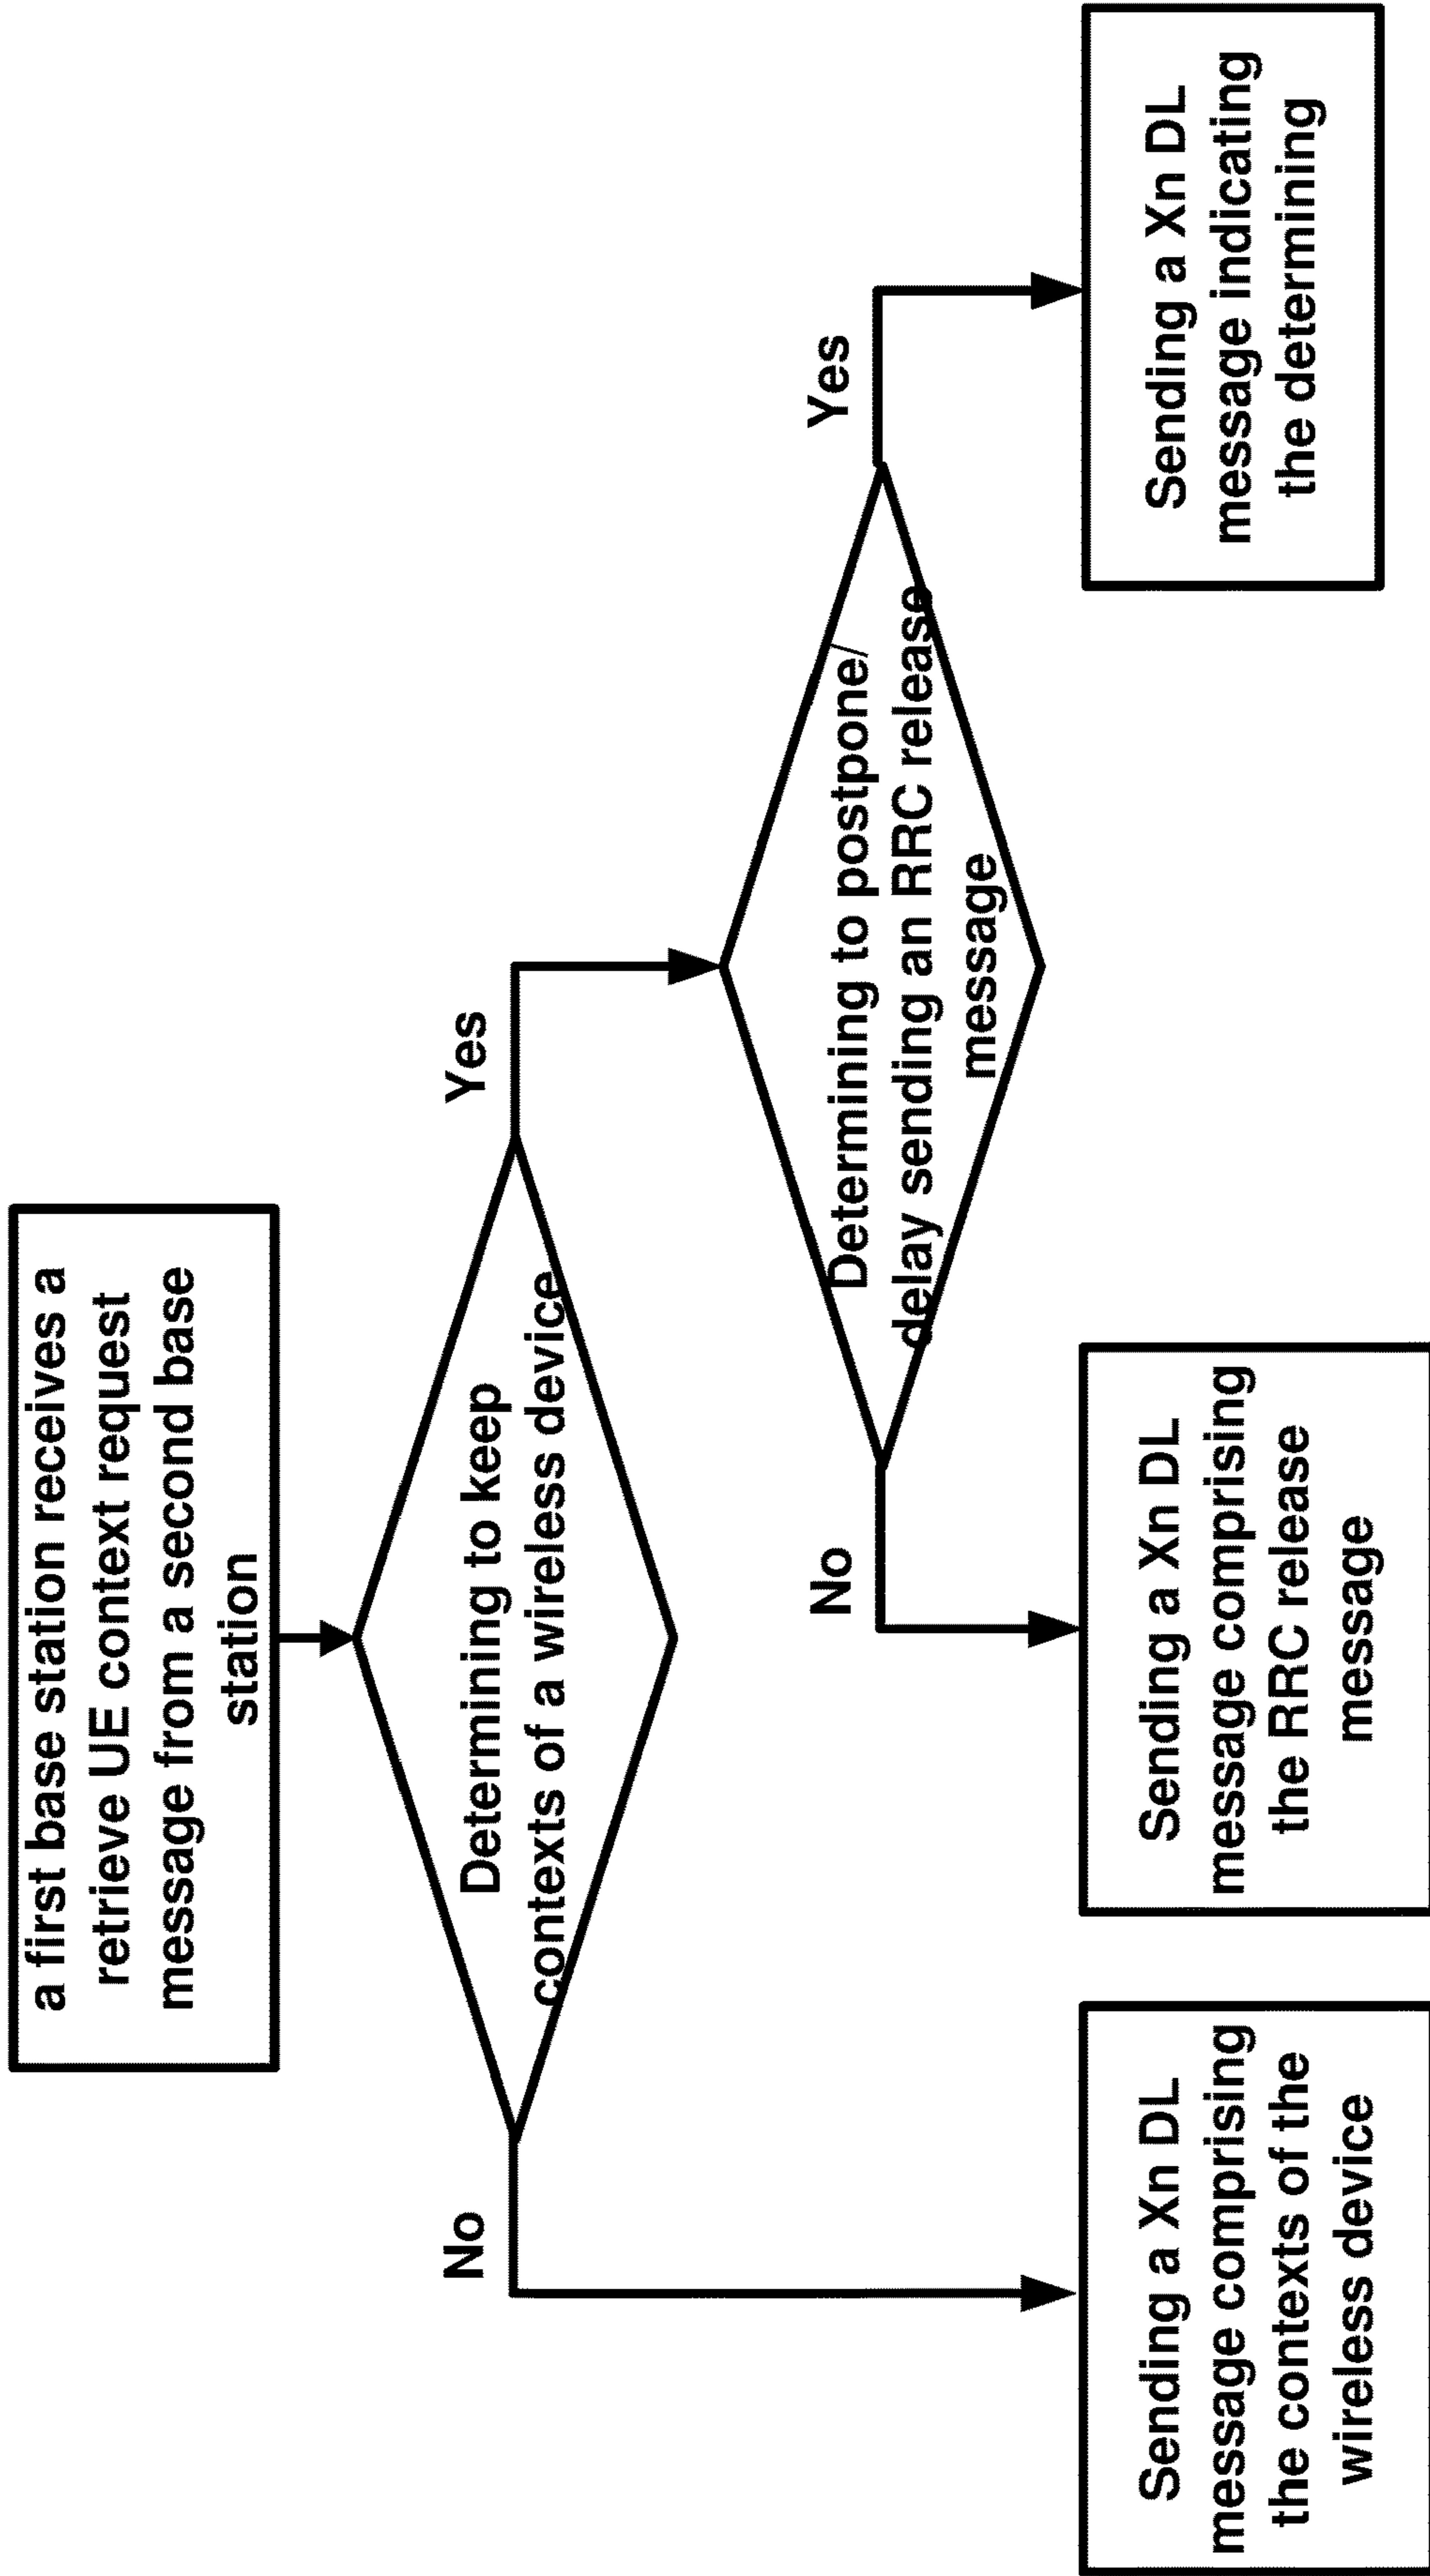 a first base station receives a
retrieve UE context request
message from a second base
station
Determining to keep
contexts of a wireless device
No
Yes
Determining to postpone/
delay sending an RRC release
message
No
Yes
Sending a Xn DL
message comprising
the contexts of the
wireless device
Sending a Xn DL
message comprising
the RRC release
message
Sending a Xn DL
message indicating
the determining